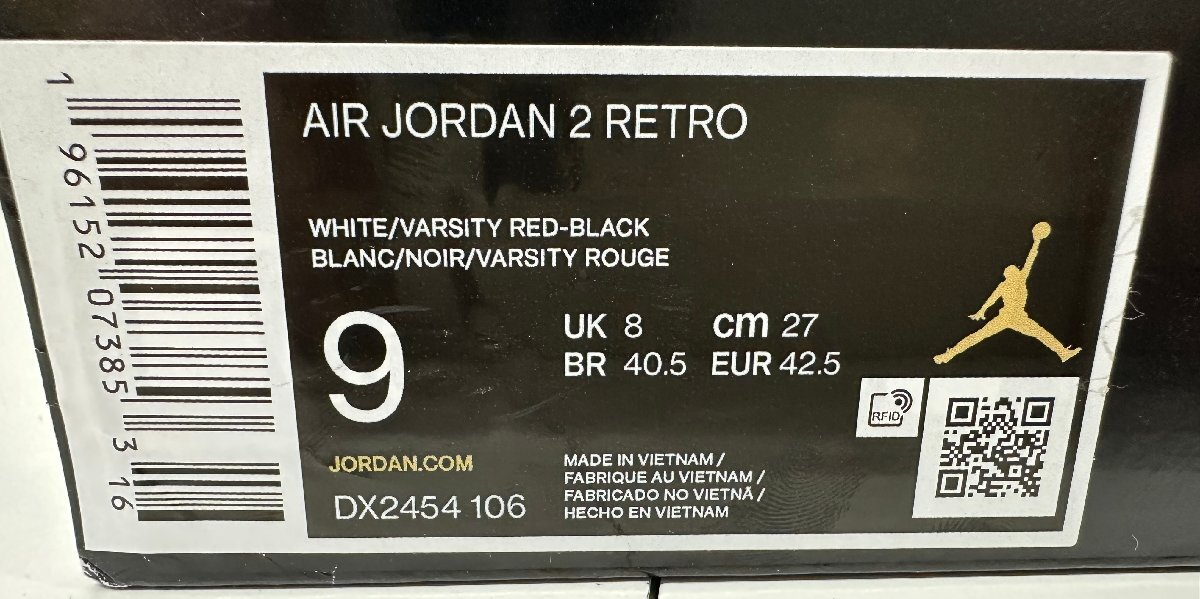 AIR JORDAN 2 RETRO
WHITE/VARSITY RED-BLACK
BLANC/NOIR/VARSITY ROUGE
9
UK 8 cm 27
BR 40.5 EUR 42.5
RFID
JORDAN.COM
DX2454 106
MADE IN VIETNAM /
FABRIQUE AU VIETNAM /
FABRICADO NO VIETNÃ /
HECHO EN VIETNAM
1 96152 07385 3 16